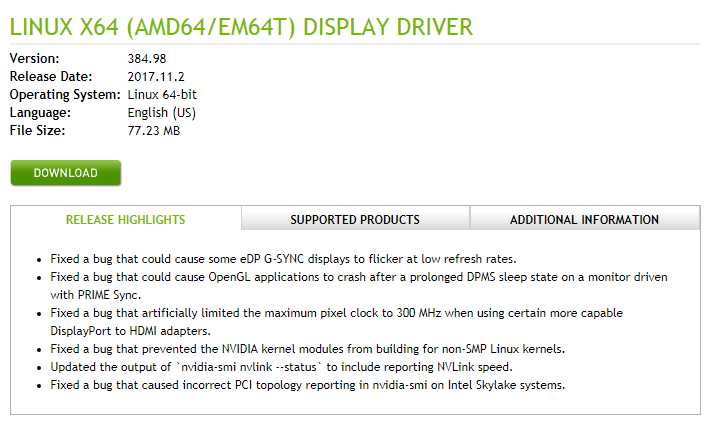 LINUX X64 (AMD64/EM64T) DISPLAY DRIVER
Version: 384.98
Release Date: 2017.11.2
Operating System: Linux 64-bit
Language: English (US)
File Size: 77.23 MB
DOWNLOAD
RELEASE HIGHLIGHTS SUPPORTED PRODUCTS ADDITIONAL INFORMATION
• Fixed a bug that could cause some eDP G-SYNC displays to flicker at low refresh rates.
• Fixed a bug that could cause OpenGL applications to crash after a prolonged DPMS sleep state on a monitor driven
with PRIME Sync.
• Fixed a bug that artificially limited the maximum pixel clock to 300 MHz when using certain more capable
DisplayPort to HDMI adapters.
• Fixed a bug that prevented the NVIDIA kernel modules from building for non-SMP Linux kernels.
• Updated the output of `nvidia-smi nvlink --status` to include reporting NVLink speed.
• Fixed a bug that caused incorrect PCI topology reporting in nvidia-smi on Intel Skylake systems.